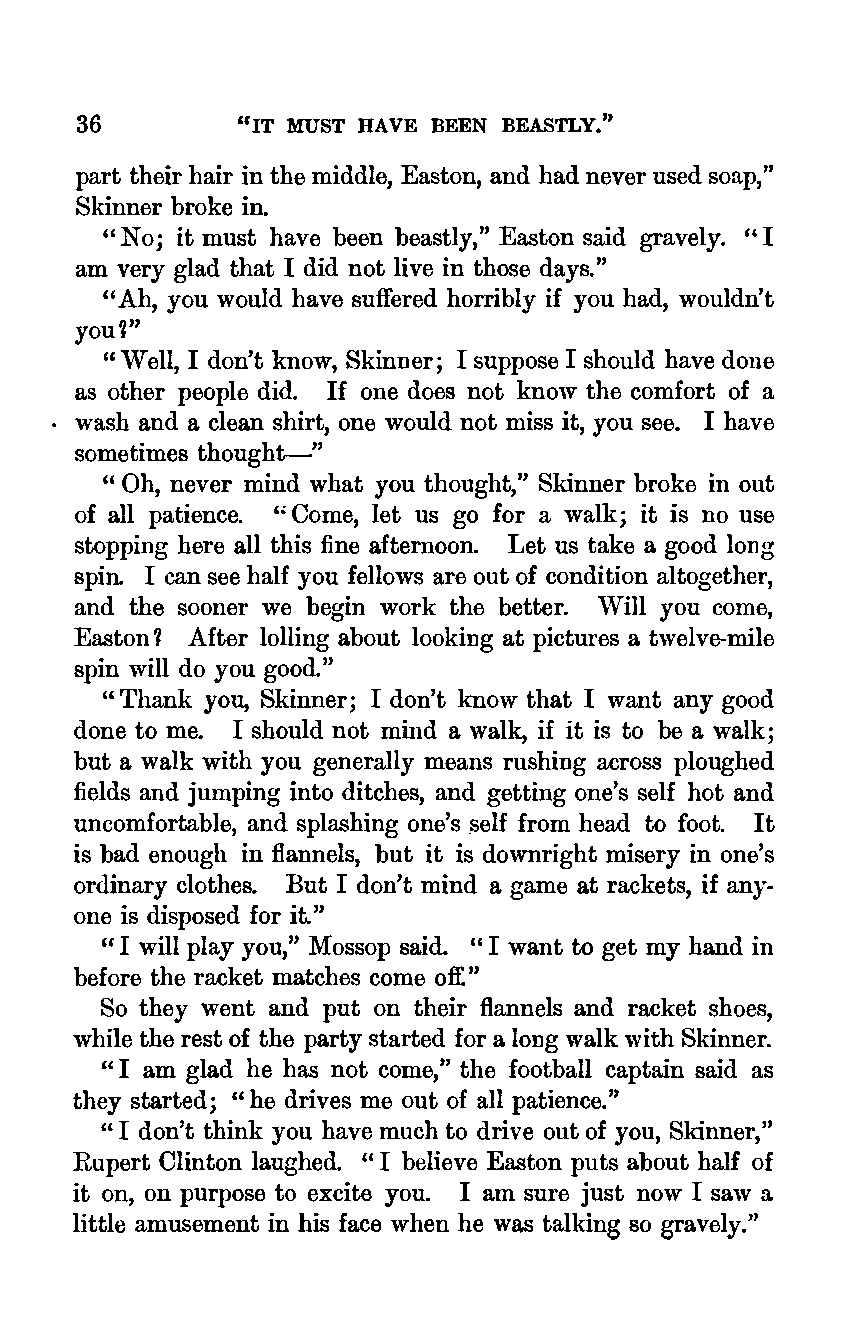 36 "IT MUST HAVE BEEN BEASTLY."
part their hair in the middle, Easton, and had never used soap,"
Skinner broke in.
"No; it must have been beastly," Easton said gravely. "I
am very glad that I did not live in those days."
"Ah, you would have suffered horribly if you had, wouldn't
you?"
"Well, I don't know, Skinner; I suppose I should have done
as other people did. If one does not know the comfort of a
wash and a clean shirt, one would not miss it, you see. I have
sometimes thought—"
"Oh, never mind what you thought," Skinner broke in out
of all patience. "Come, let us go for a walk; it is no use
stopping here all this fine afternoon. Let us take a good long
spin. I can see half you fellows are out of condition altogether,
and the sooner we begin work the better. Will you come,
Easton? After lolling about looking at pictures a twelve-mile
spin will do you good."
"Thank you, Skinner; I don't know that I want any good
done to me. I should not mind a walk, if it is to be a walk;
but a walk with you generally means rushing across ploughed
fields and jumping into ditches, and getting one's self hot and
uncomfortable, and splashing one's self from head to foot. It
is bad enough in flannels, but it is downright misery in one's
ordinary clothes. But I don't mind a game at rackets, if any-
one is disposed for it."
"I will play you," Mossop said. "I want to get my hand in
before the racket matches come off."
So they went and put on their flannels and racket shoes,
while the rest of the party started for a long walk with Skinner.
"I am glad he has not come," the football captain said as
they started; "he drives me out of all patience."
"I don't think you have much to drive out of you, Skinner,"
Rupert Clinton laughed. "I believe Easton puts about half of
it on, on purpose to excite you. I am sure just now I saw a
little amusement in his face when he was talking so gravely."